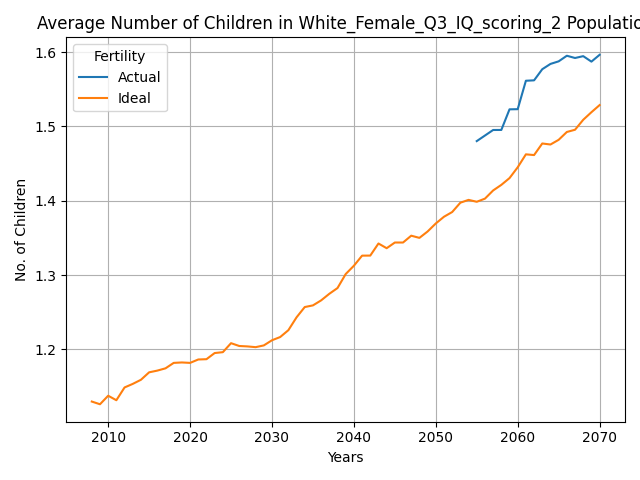 Average Number of Children in White_Female_Q3_IQ_scoring_2 Populatio
Fertility
Actual
Ideal
No. of Children
1.6
1.5
1.4
1.3
1.2
2010 2020 2030 2040 2050 2060 2070
Years